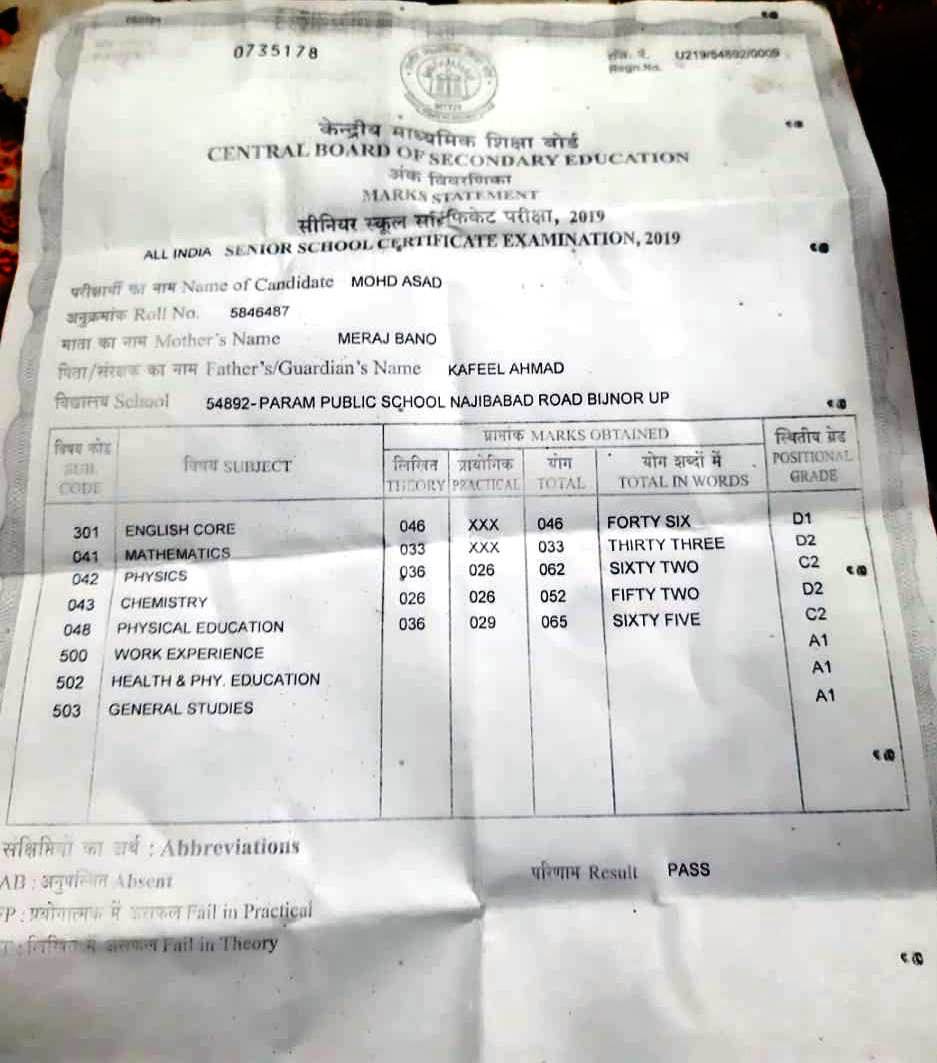 0735178
Regn.No. U219/54892/0009
केन्द्रीय माध्यमिक शिक्षा बोर्ड
CENTRAL BOARD OF SECONDARY EDUCATION
अंक विवरणिका
MARKS STATEMENT
सीनियर स्कूल सर्टिफिकेट परीक्षा, 2019
ALL INDIA SENIOR SCHOOL CERTIFICATE EXAMINATION, 2019
परीक्षार्थी का नाम Name of Candidate MOHD ASAD
अनुक्रमांक Roll No. 5846487
माता का नाम Mother's Name MERAJ BANO
पिता/संरक्षक का नाम Father's/Guardian's Name KAFEEL AHMAD
विद्यालय School 54892- PARAM PUBLIC SCHOOL NAJIBABAD ROAD BIJNOR UP
विषय कोड SUB. CODE विषय SUBJECT प्राप्तांक MARKS OBTAINED स्थितीय ग्रेड POSITIONAL GRADE
लिखित THEORY प्रायोगिक PRACTICAL योग TOTAL योग शब्दों में TOTAL IN WORDS
301 ENGLISH CORE 046 XXX 046 FORTY SIX D1
041 MATHEMATICS 033 XXX 033 THIRTY THREE D2
042 PHYSICS 036 026 062 SIXTY TWO C2
043 CHEMISTRY 026 026 052 FIFTY TWO D2
048 PHYSICAL EDUCATION 036 029 065 SIXTY FIVE C2
500 WORK EXPERIENCE A1
502 HEALTH & PHY. EDUCATION A1
503 GENERAL STUDIES A1
संक्षिप्तियों का अर्थ : Abbreviations
AB : अनुपस्थित Absent
परिणाम Result PASS
FP : प्रयोगात्मक में असफल Fail in Practical
लिखित में असफल Fail in Theory